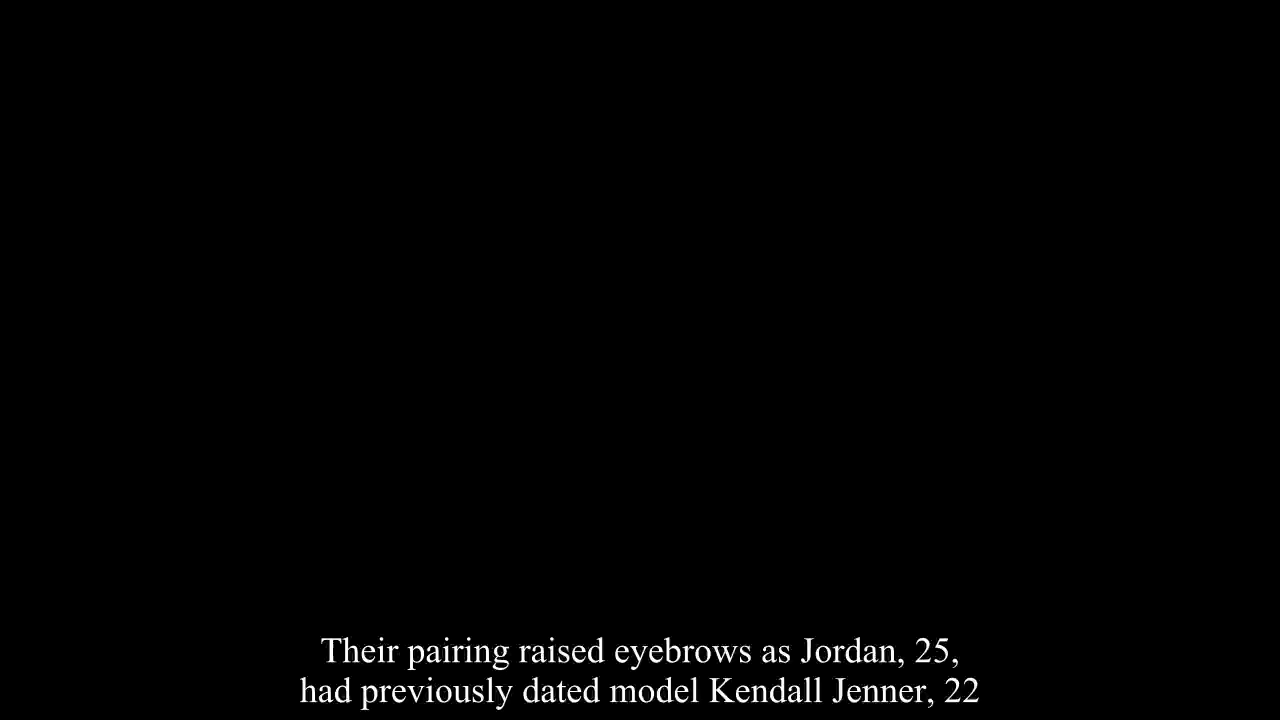 Their pairing raised eyebrows as Jordan, 25,
had previously dated model Kendall Jenner, 22